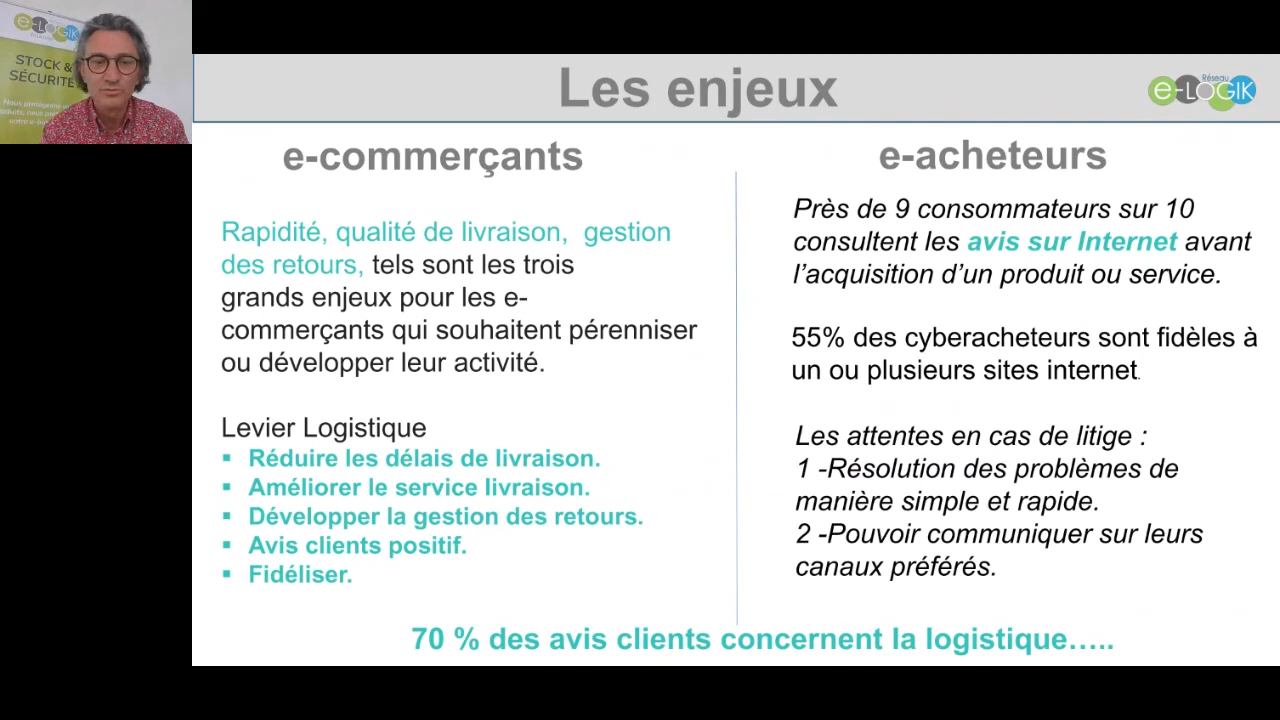 e-LOGIK
STOCK &
SÉCURITÉ
Les enjeux
Réseau
e-LOGIK
e-commerçants
e-acheteurs
Rapidité, qualité de livraison, gestion
des retours, tels sont les trois
grands enjeux pour les e-
commerçants qui souhaitent pérenniser
ou développer leur activité.
Levier Logistique
▪ Réduire les délais de livraison.
▪ Améliorer le service livraison.
▪ Développer la gestion des retours.
▪ Avis clients positif.
▪ Fidéliser.
Près de 9 consommateurs sur 10
consultent les avis sur Internet avant
l’acquisition d’un produit ou service.
55% des cyberacheteurs sont fidèles à
un ou plusieurs sites internet.
Les attentes en cas de litige :
1 -Résolution des problèmes de
manière simple et rapide.
2 -Pouvoir communiquer sur leurs
canaux préférés.
70 % des avis clients concernent la logistique…..